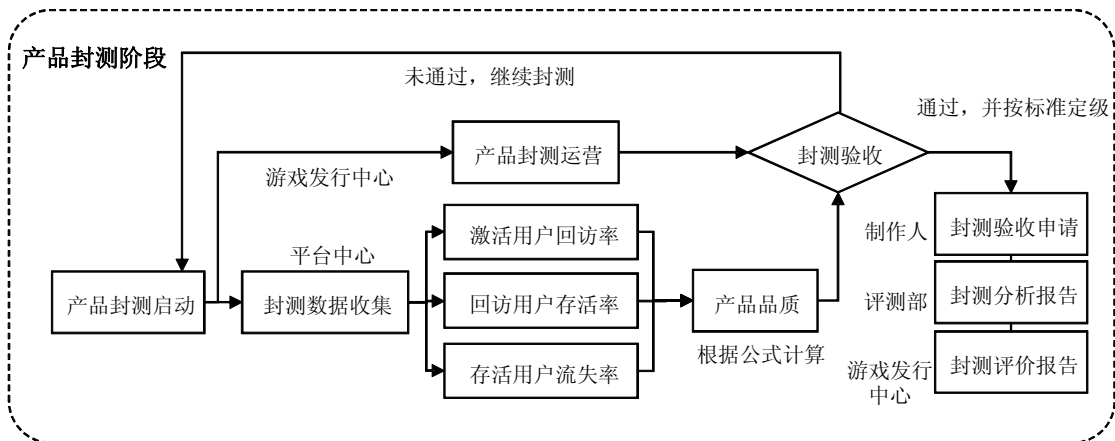 产品封测阶段
未通过，继续封测
通过，并按标准定级
产品封测运营
封测验收
游戏发行中心
激活用户回访率
制作人
封测验收申请
平台中心
产品封测启动
封测数据收集
回访用户存活率
产品品质
评测部
封测分析报告
根据公式计算
存活用户流失率
游戏发行
中心
封测评价报告